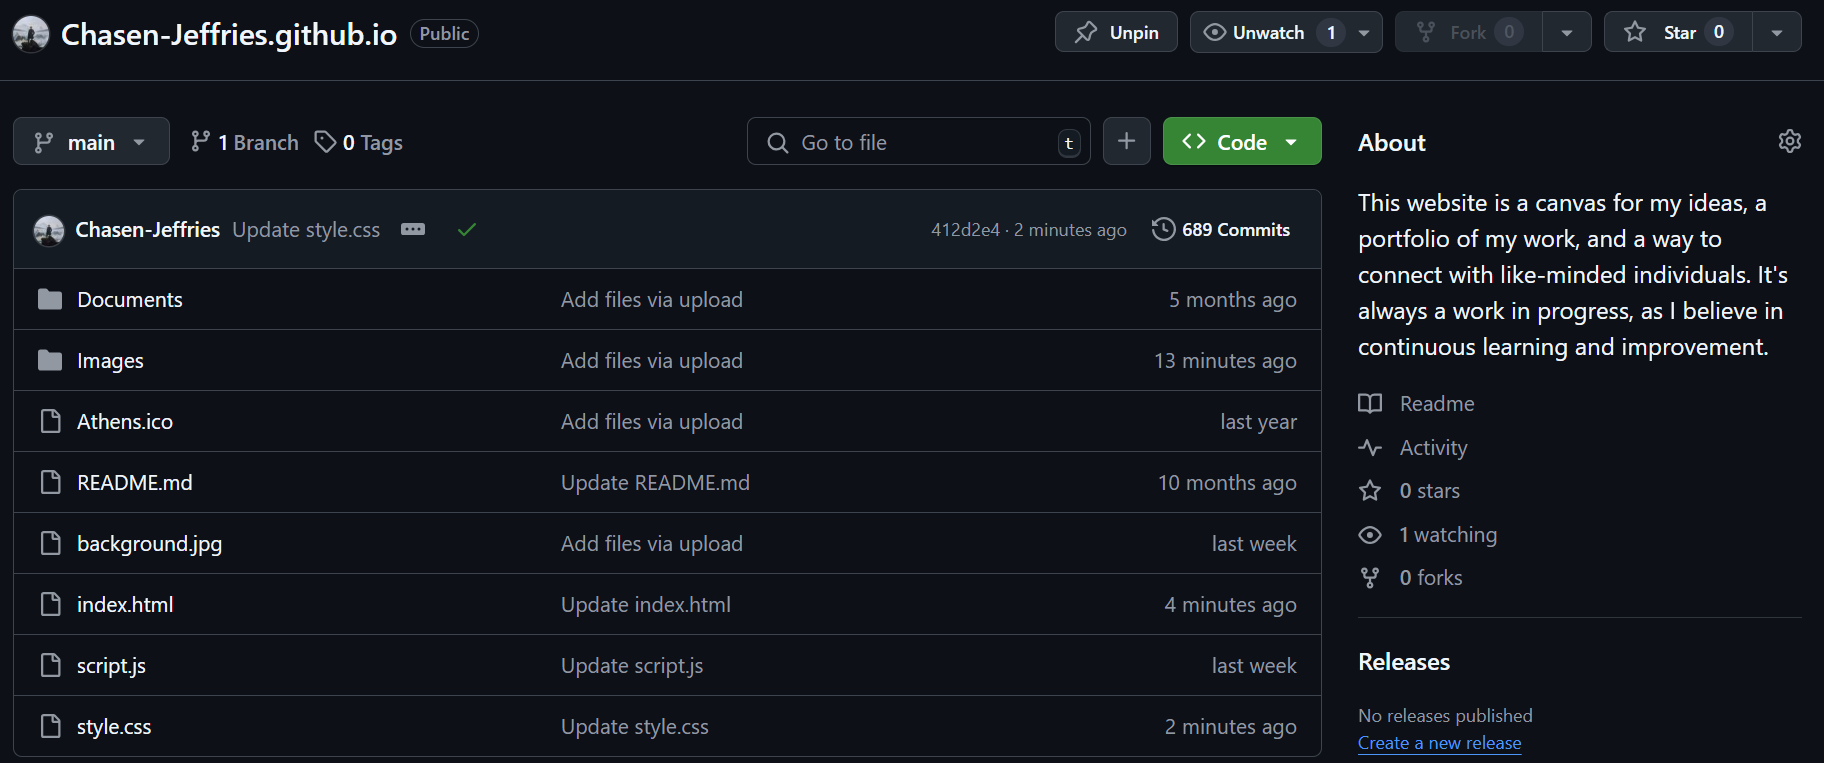 Chasen-Jeffries.github.io Public Unpin Unwatch 1 Fork 0 Star 0
main 1 Branch 0 Tags Go to file t Code
Chasen-Jeffries Update style.css 412d2e4 · 2 minutes ago 689 Commits
Documents Add files via upload 5 months ago
Images Add files via upload 13 minutes ago
Athens.ico Add files via upload last year
README.md Update README.md 10 months ago
background.jpg Add files via upload last week
index.html Update index.html 4 minutes ago
script.js Update script.js last week
style.css Update style.css 2 minutes ago
About
This website is a canvas for my ideas, a
portfolio of my work, and a way to
connect with like-minded individuals. It's
always a work in progress, as I believe in
continuous learning and improvement.
Readme
Activity
0 stars
1 watching
0 forks
Releases
No releases published
Create a new release